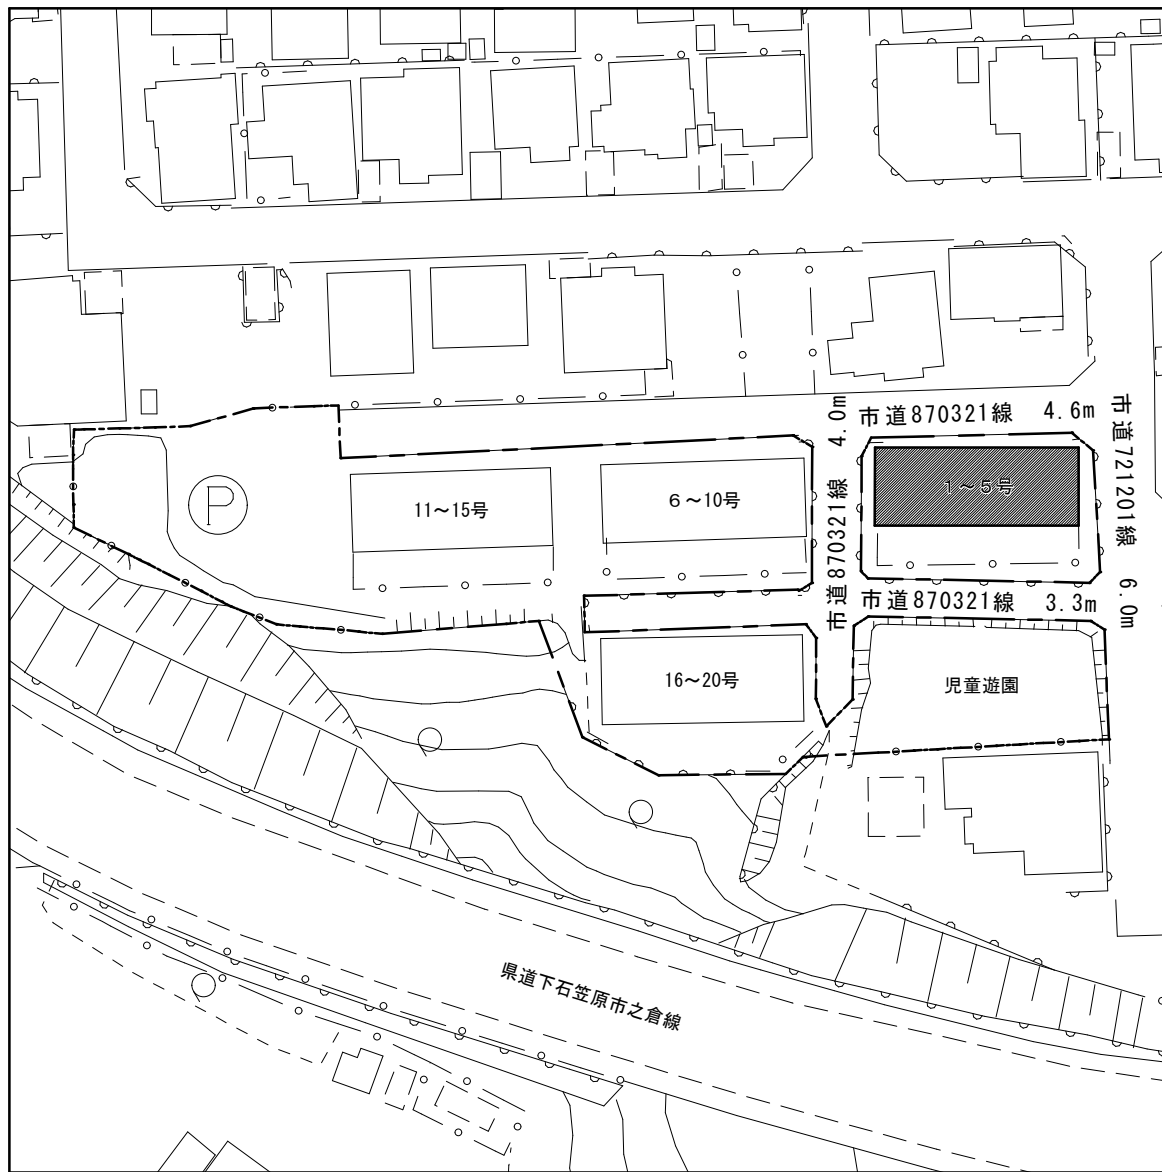 市道870321線 4.6m
市道721201線 6.0m
市道870321線 4.0m
1～5号
6～10号
11～15号
P
市道870321線 3.3m
16～20号
児童遊園
県道下石笠原市之倉線